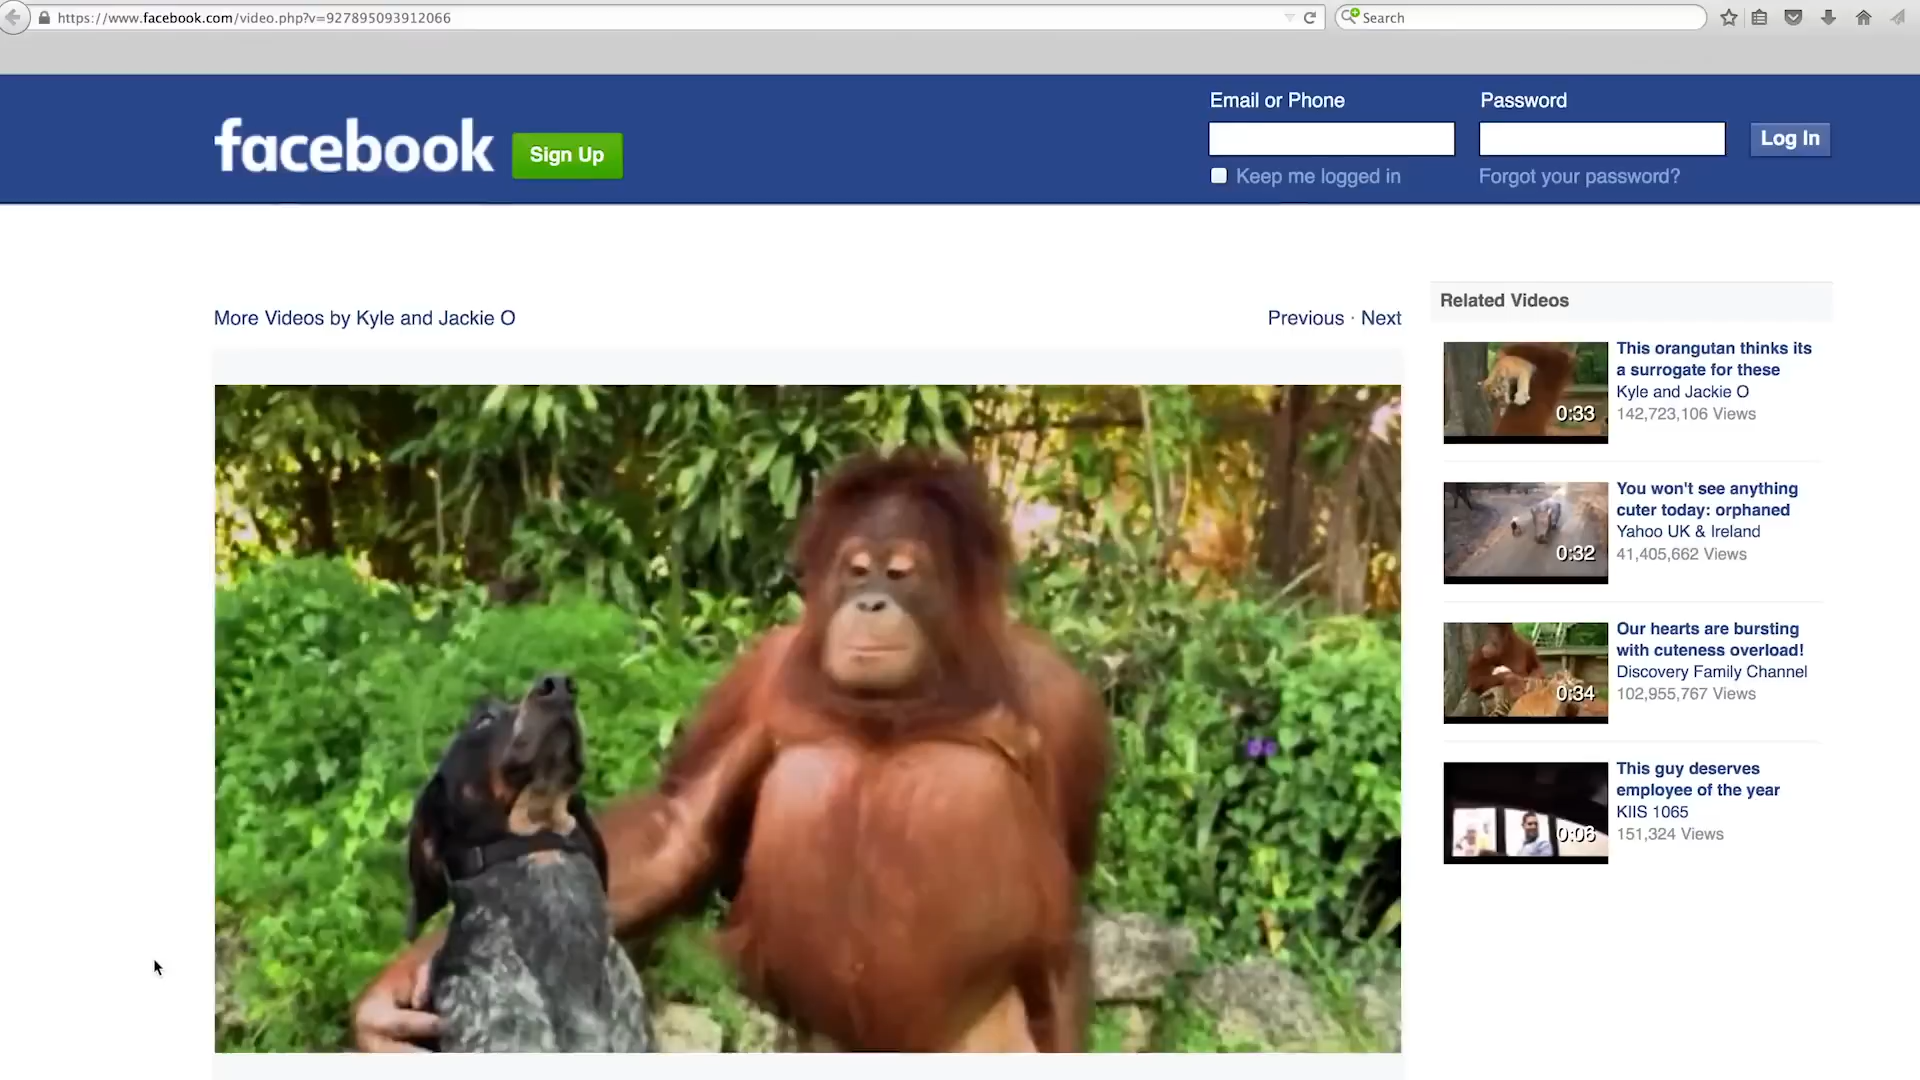 https://www.facebook.com/video.php?v=927895093912066
Search
facebook
Sign Up
Email or Phone
Password
Log In
Keep me logged in
Forgot your password?
More Videos by Kyle and Jackie O
Previous · Next
Related Videos
0:33
This orangutan thinks its
a surrogate for these
Kyle and Jackie O
142,723,106 Views
0:32
You won't see anything
cuter today: orphaned
Yahoo UK & Ireland
41,405,662 Views
0:34
Our hearts are bursting
with cuteness overload!
Discovery Family Channel
102,955,767 Views
0:06
This guy deserves
employee of the year
KIIS 1065
151,324 Views